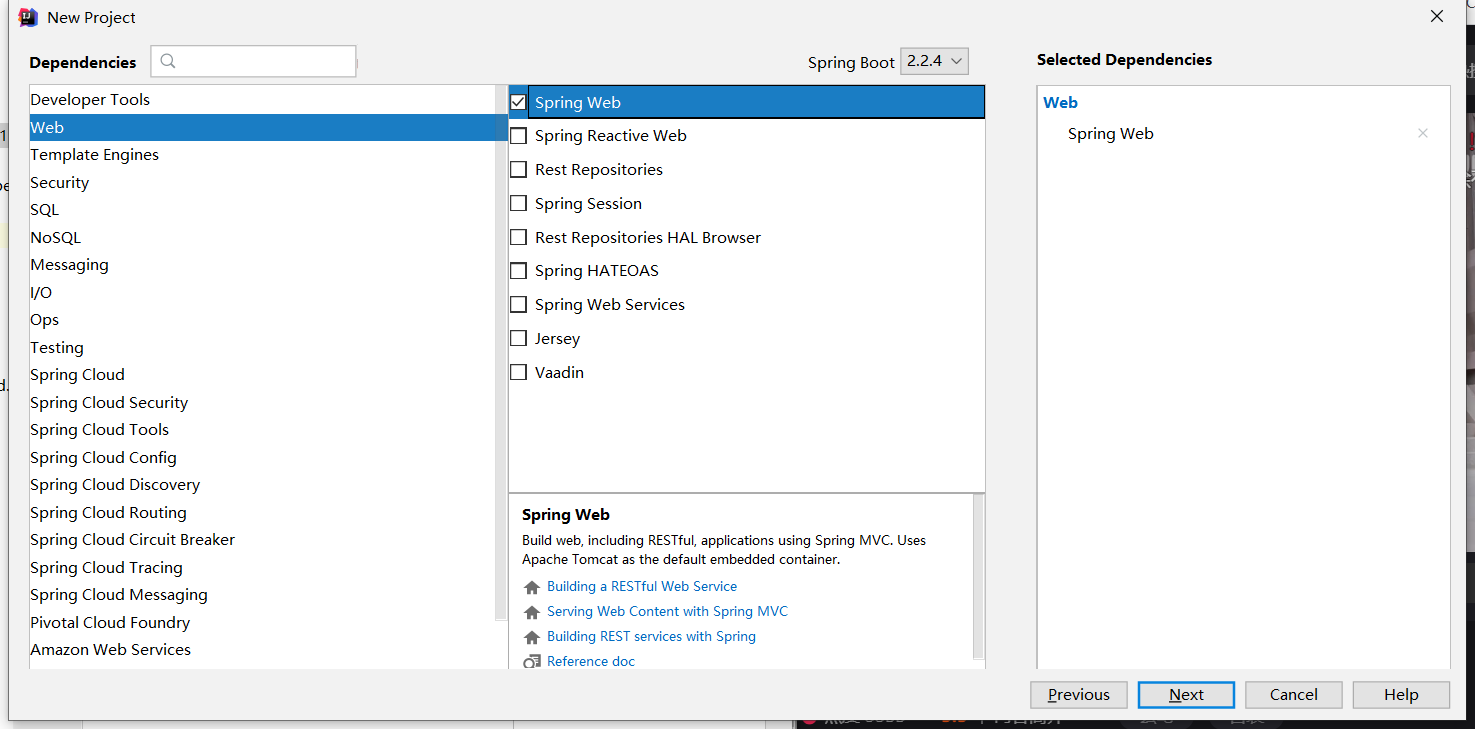 New Project
Dependencies
Spring Boot 2.2.4
Selected Dependencies
Developer Tools
Web
Template Engines
Security
SQL
NoSQL
Messaging
I/O
Ops
Testing
Spring Cloud
Spring Cloud Security
Spring Cloud Tools
Spring Cloud Config
Spring Cloud Discovery
Spring Cloud Routing
Spring Cloud Circuit Breaker
Spring Cloud Tracing
Spring Cloud Messaging
Pivotal Cloud Foundry
Amazon Web Services
Spring Web
Spring Reactive Web
Rest Repositories
Spring Session
Rest Repositories HAL Browser
Spring HATEOAS
Spring Web Services
Jersey
Vaadin
Spring Web
Build web, including RESTful, applications using Spring MVC. Uses
Apache Tomcat as the default embedded container.
Building a RESTful Web Service
Serving Web Content with Spring MVC
Building REST services with Spring
Reference doc
Web
Spring Web
Previous
Next
Cancel
Help